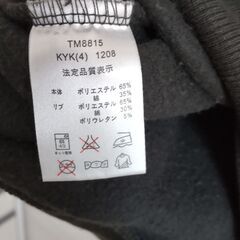 TM8815
KYK(4) 1208
法定品質表示
本体 ポリエステル 65%
綿 35%
リブ ポリエステル 65%
綿 30%
ポリウレタン 5%